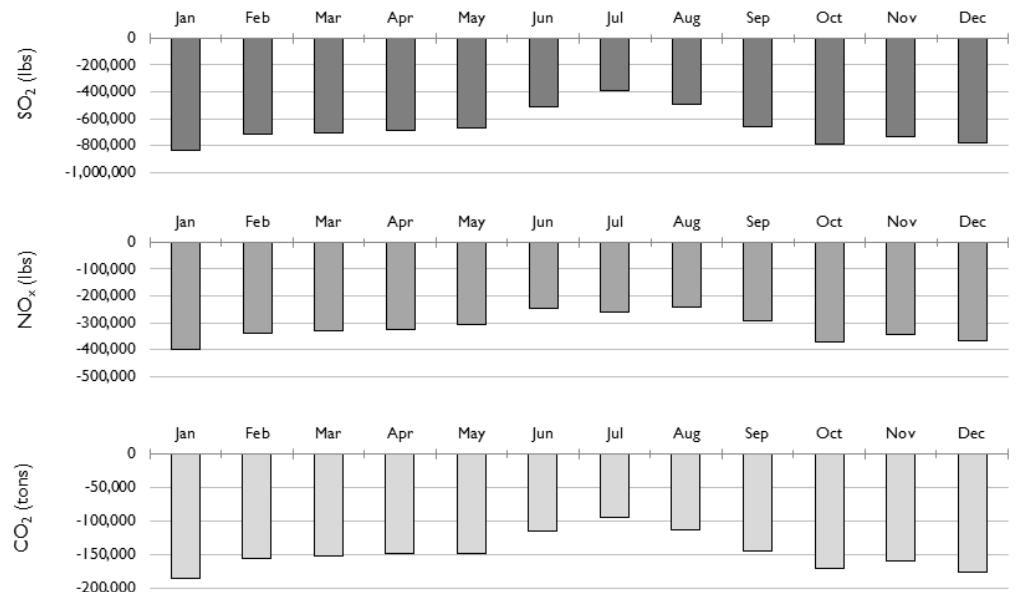 Jan Feb Mar Apr May Jun Jul Aug Sep Oct Nov Dec
0
-200,000
-400,000
-600,000
-800,000
-1,000,000
SO₂ (lbs)
Jan Feb Mar Apr May Jun Jul Aug Sep Oct Nov Dec
0
-100,000
-200,000
-300,000
-400,000
-500,000
NOₓ (lbs)
Jan Feb Mar Apr May Jun Jul Aug Sep Oct Nov Dec
0
-50,000
-100,000
-150,000
-200,000
CO₂ (tons)